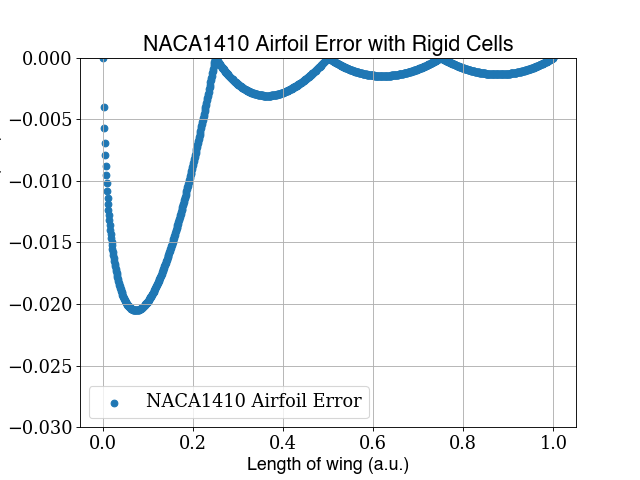 NACA1410 Airfoil Error with Rigid Cells
0.000
−0.005
−0.010
−0.015
−0.020
−0.025
−0.030
NACA1410 Airfoil Error
0.0 0.2 0.4 0.6 0.8 1.0
Length of wing (a.u.)